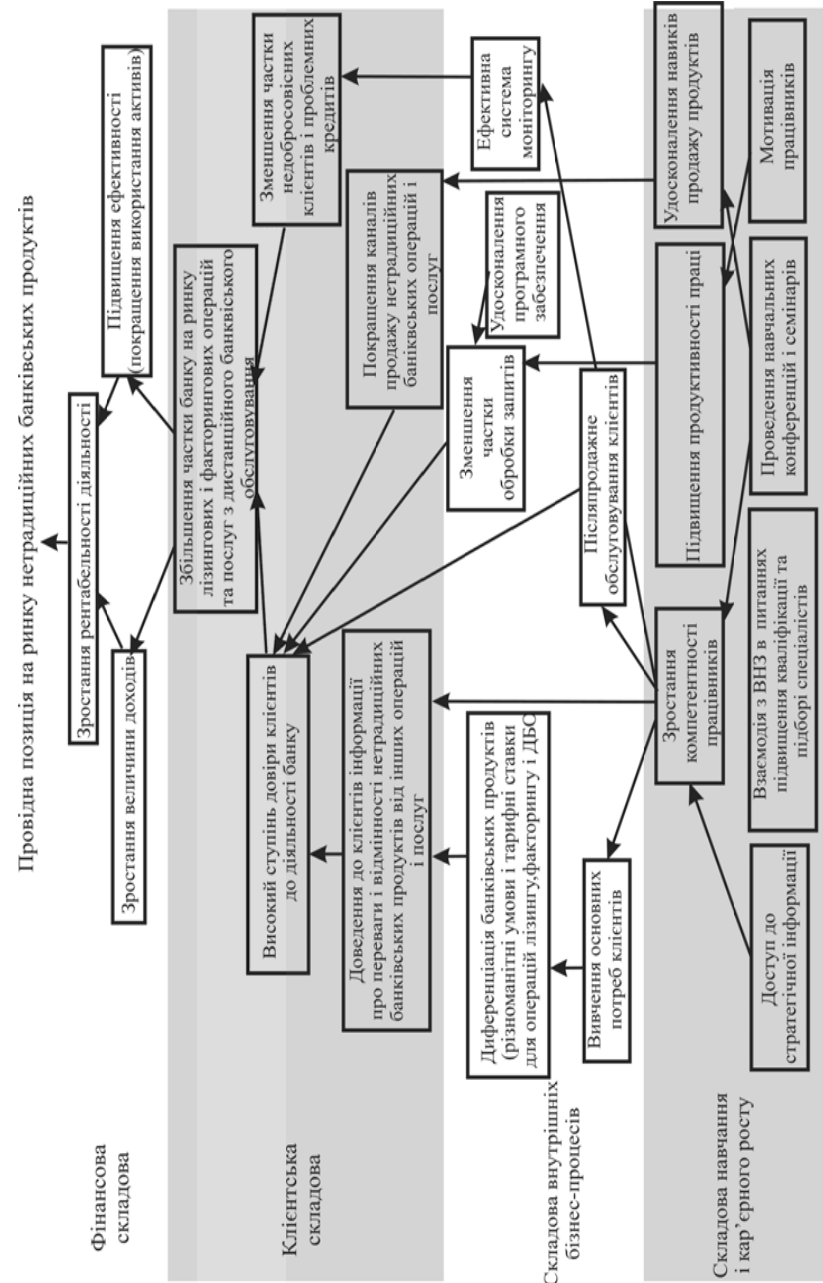 Провідна позиція на ринку нетрадиційних банківських продуктів
Фінансова
складова
Зростання рентабельності діяльності
Зростання величини доходів
Підвищення ефективності
(покращення використання активів)
Клієнтська
складова
Збільшення частки банку на ринку
лізингових і факторингових операцій
та послуг з дистанційного банквіського
обслуговування
Високий ступінь довіри клієнтів
до діяльності банку
Зменшення частки
недобросовісних
клієнтів і проблемних
кредитів
Доведення до клієнтів інформації
про переваги і відмінності нетрадиційних
банківських продуктів від інших операцій
і послуг
Покращення каналів
продажу нетрадиційних
баніквських операцій і
послуг
Складова внутрішніх
бізнес-процесів
Диференціація банківських продуктів
(різноманітні умови і тарифні ставки
для операцій лізингу,факторингу і ДБО
Зменшення
частки
обробки запитів
Удосконалення
програмного
забезпечення
Ефективна
система
моніторингу
Вивчення основних
потреб клієнтів
Післяпродажне
обслуговування клієнтів
Складова навчання
і кар’єрного росту
Зростання
компетентності
працівників
Підвищення продуктивності праці
Удосконалення навиків
продажу продуктів
Доступ до
стратегічної інформації
Взаємодія з ВНЗ в питаннях
підвищення кваліфікації та
підборі спеціалістів
Проведення навчальних
конференцій і семінарів
Мотивація
працівників